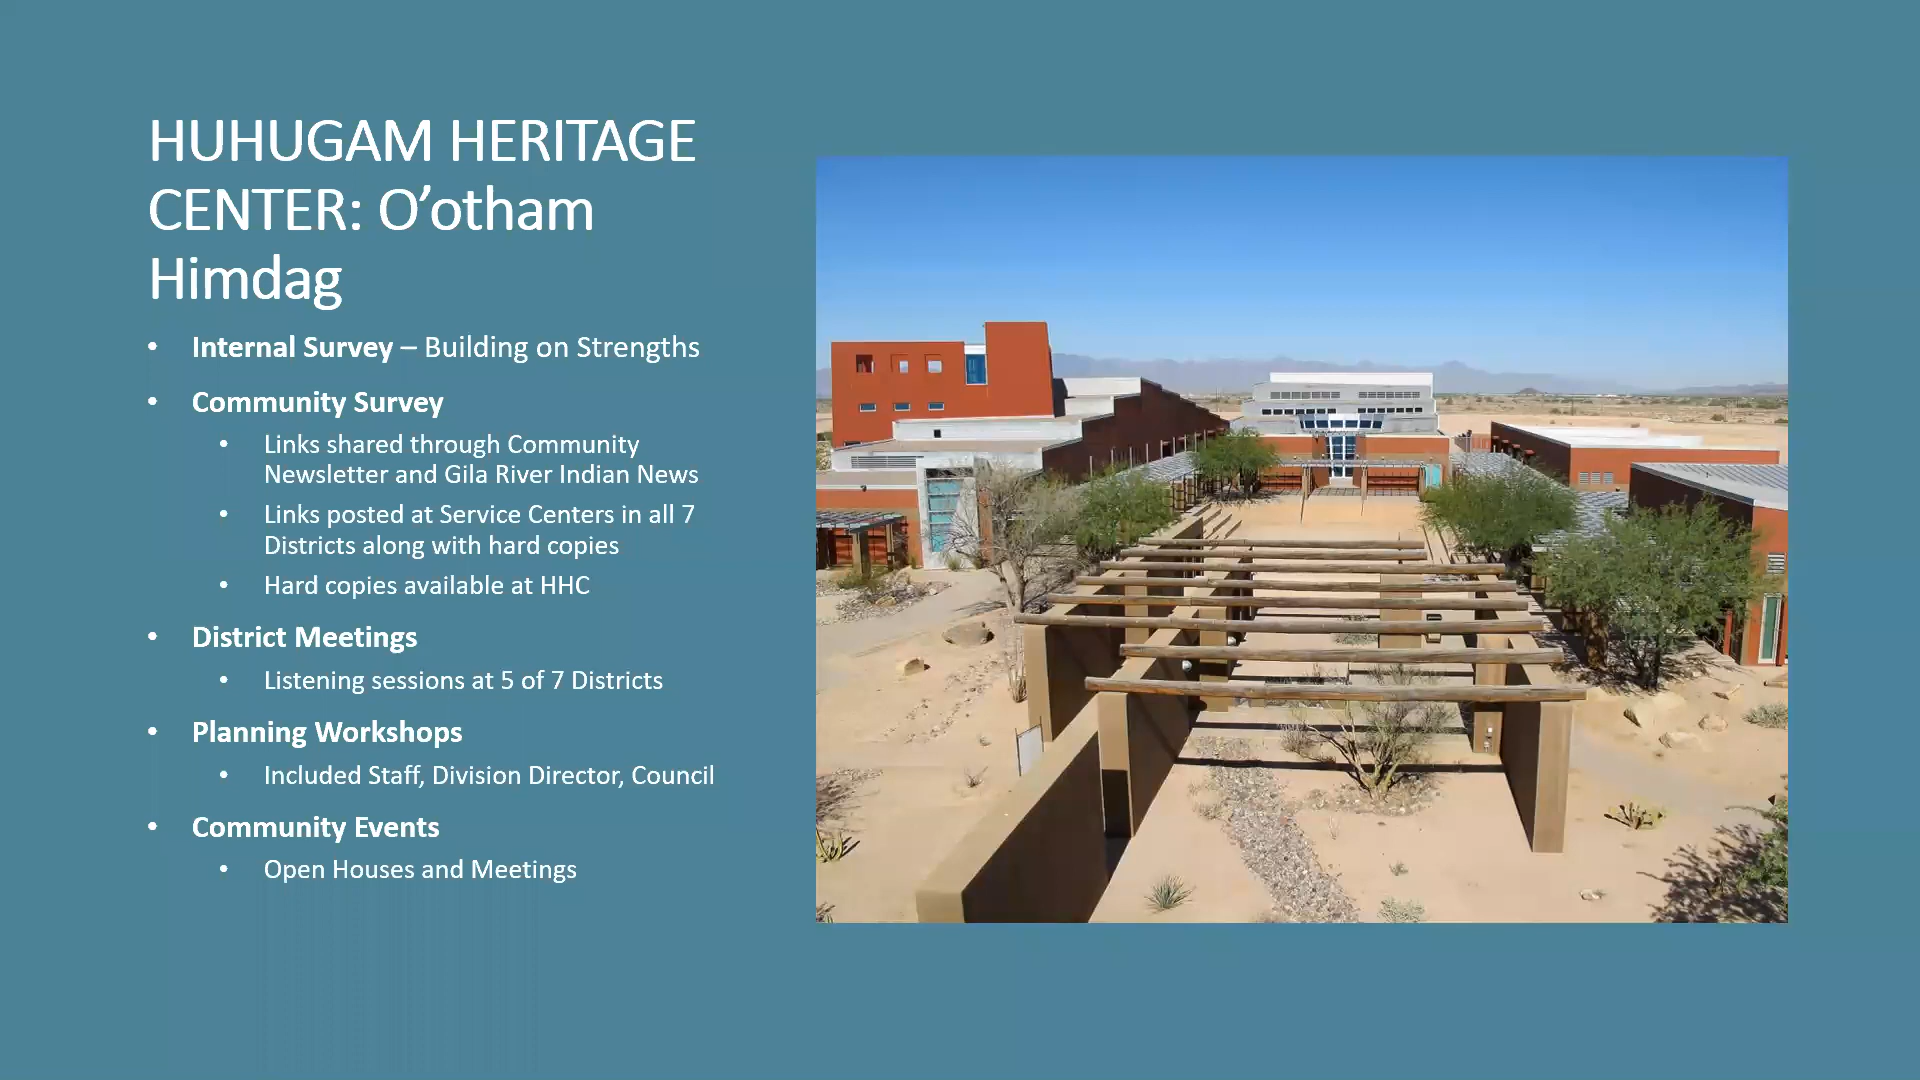 HUHUGAM HERITAGE
CENTER: O’otham
Himdag
• Internal Survey – Building on Strengths
• Community Survey
• Links shared through Community
Newsletter and Gila River Indian News
• Links posted at Service Centers in all 7
Districts along with hard copies
• Hard copies available at HHC
• District Meetings
• Listening sessions at 5 of 7 Districts
• Planning Workshops
• Included Staff, Division Director, Council
• Community Events
• Open Houses and Meetings